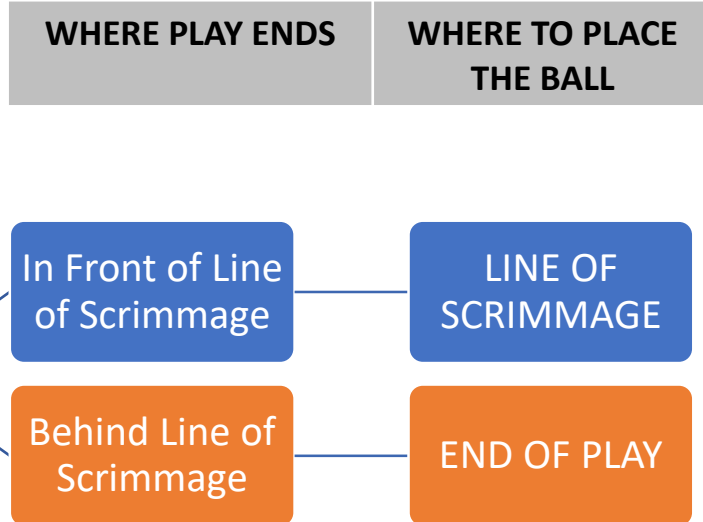 WHERE PLAY ENDS
WHERE TO PLACE
THE BALL
In Front of Line
of Scrimmage
LINE OF
SCRIMMAGE
Behind Line of
Scrimmage
END OF PLAY